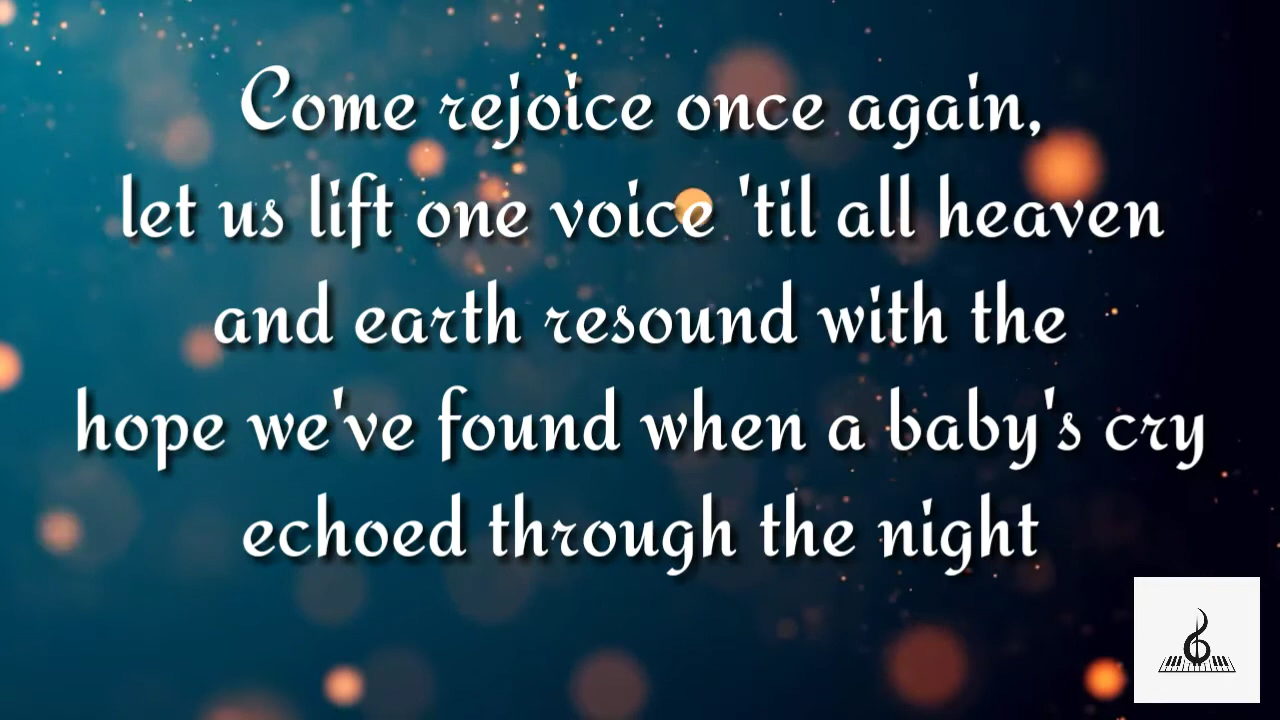 Come rejoice once again,
let us lift one voice 'til all heaven
and earth resound with the
hope we've found when a baby's cry
echoed through the night